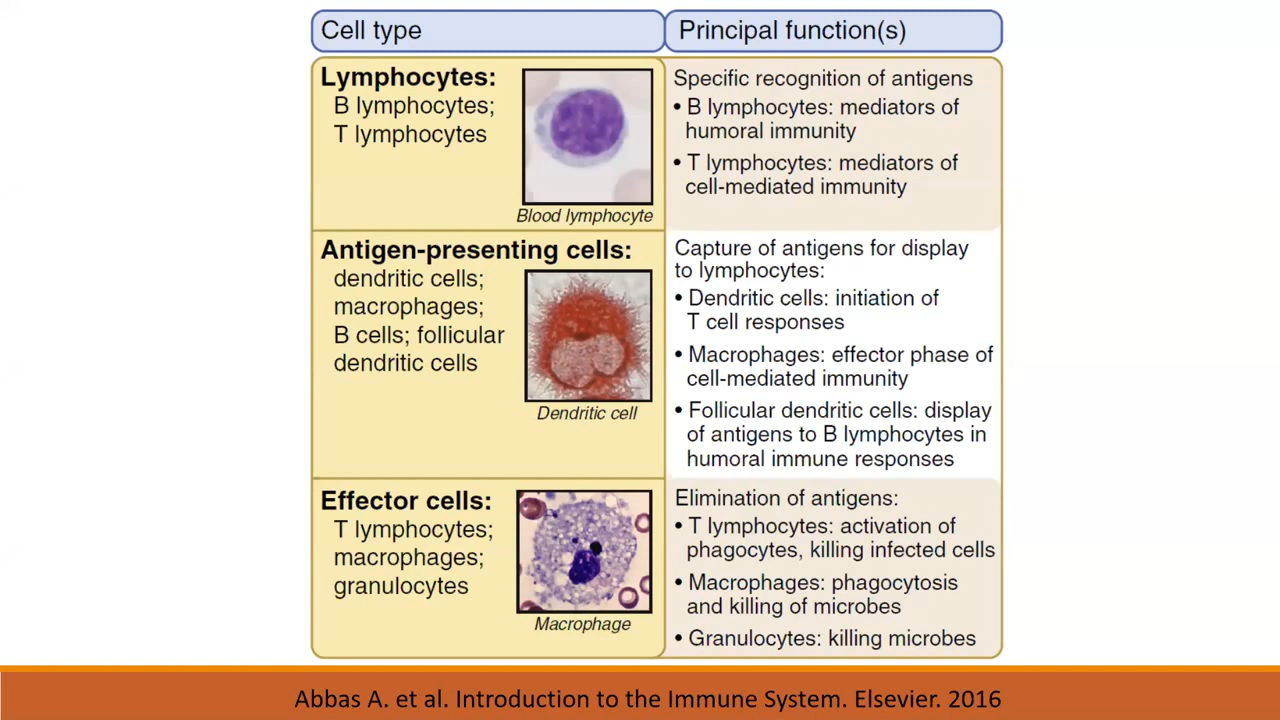 Cell type
Principal function(s)
Lymphocytes:
B lymphocytes;
T lymphocytes
Blood lymphocyte
Specific recognition of antigens
• B lymphocytes: mediators of
humoral immunity
• T lymphocytes: mediators of
cell-mediated immunity
Antigen-presenting cells:
dendritic cells;
macrophages;
B cells; follicular
dendritic cells
Dendritic cell
Capture of antigens for display
to lymphocytes:
• Dendritic cells: initiation of
T cell responses
• Macrophages: effector phase of
cell-mediated immunity
• Follicular dendritic cells: display
of antigens to B lymphocytes in
humoral immune responses
Effector cells:
T lymphocytes;
macrophages;
granulocytes
Macrophage
Elimination of antigens:
• T lymphocytes: activation of
phagocytes, killing infected cells
• Macrophages: phagocytosis
and killing of microbes
• Granulocytes: killing microbes
Abbas A. et al. Introduction to the Immune System. Elsevier. 2016